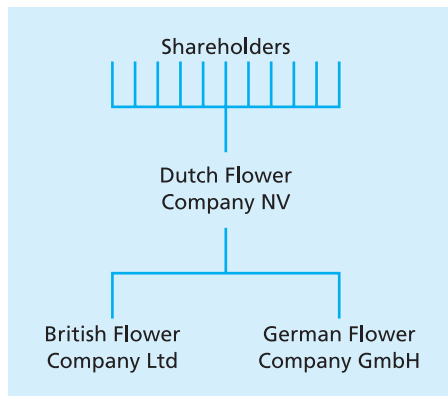 Shareholders
Dutch Flower
Company NV
British Flower
Company Ltd
German Flower
Company GmbH